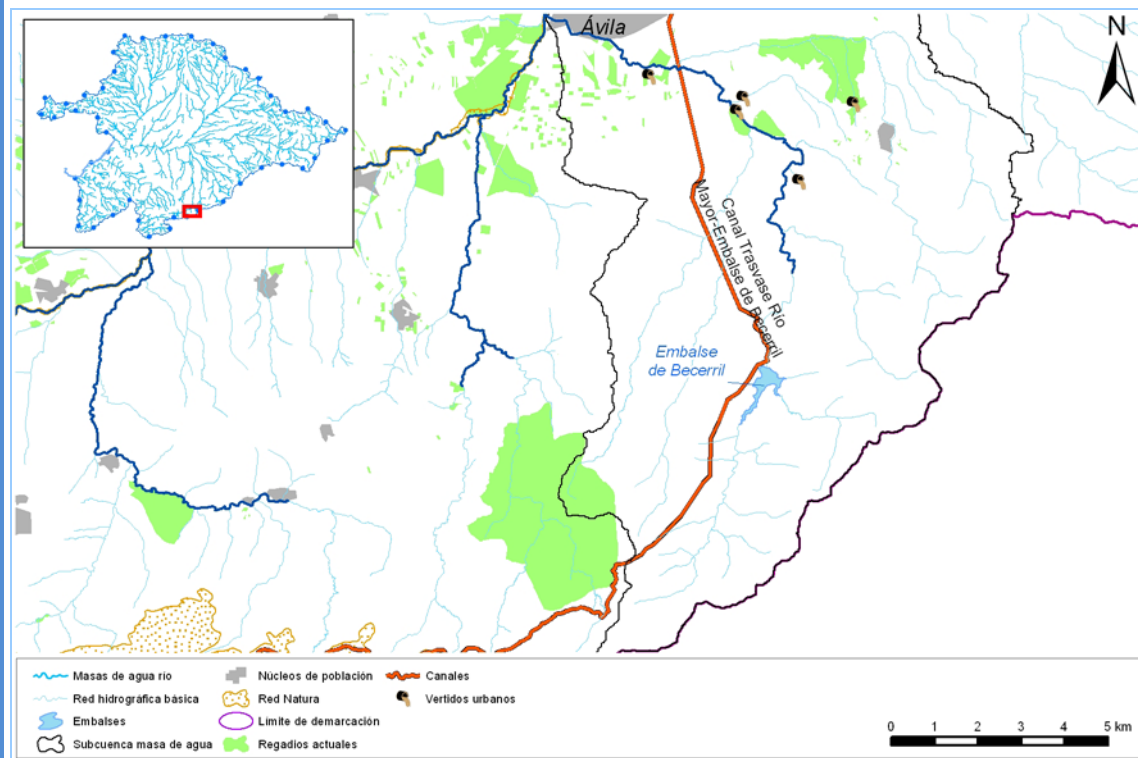 Ávila
N
Canal Trasvase Río
Mayor-Embalse de Becerril
Embalse
de Becerril
Masas de agua río
Núcleos de población
Canales
Red hidrográfica básica
Red Natura
Vertidos urbanos
Embalses
Límite de demarcación
Subcuenca masa de agua
Regadios actuales
0 1 2 3 4 5 km